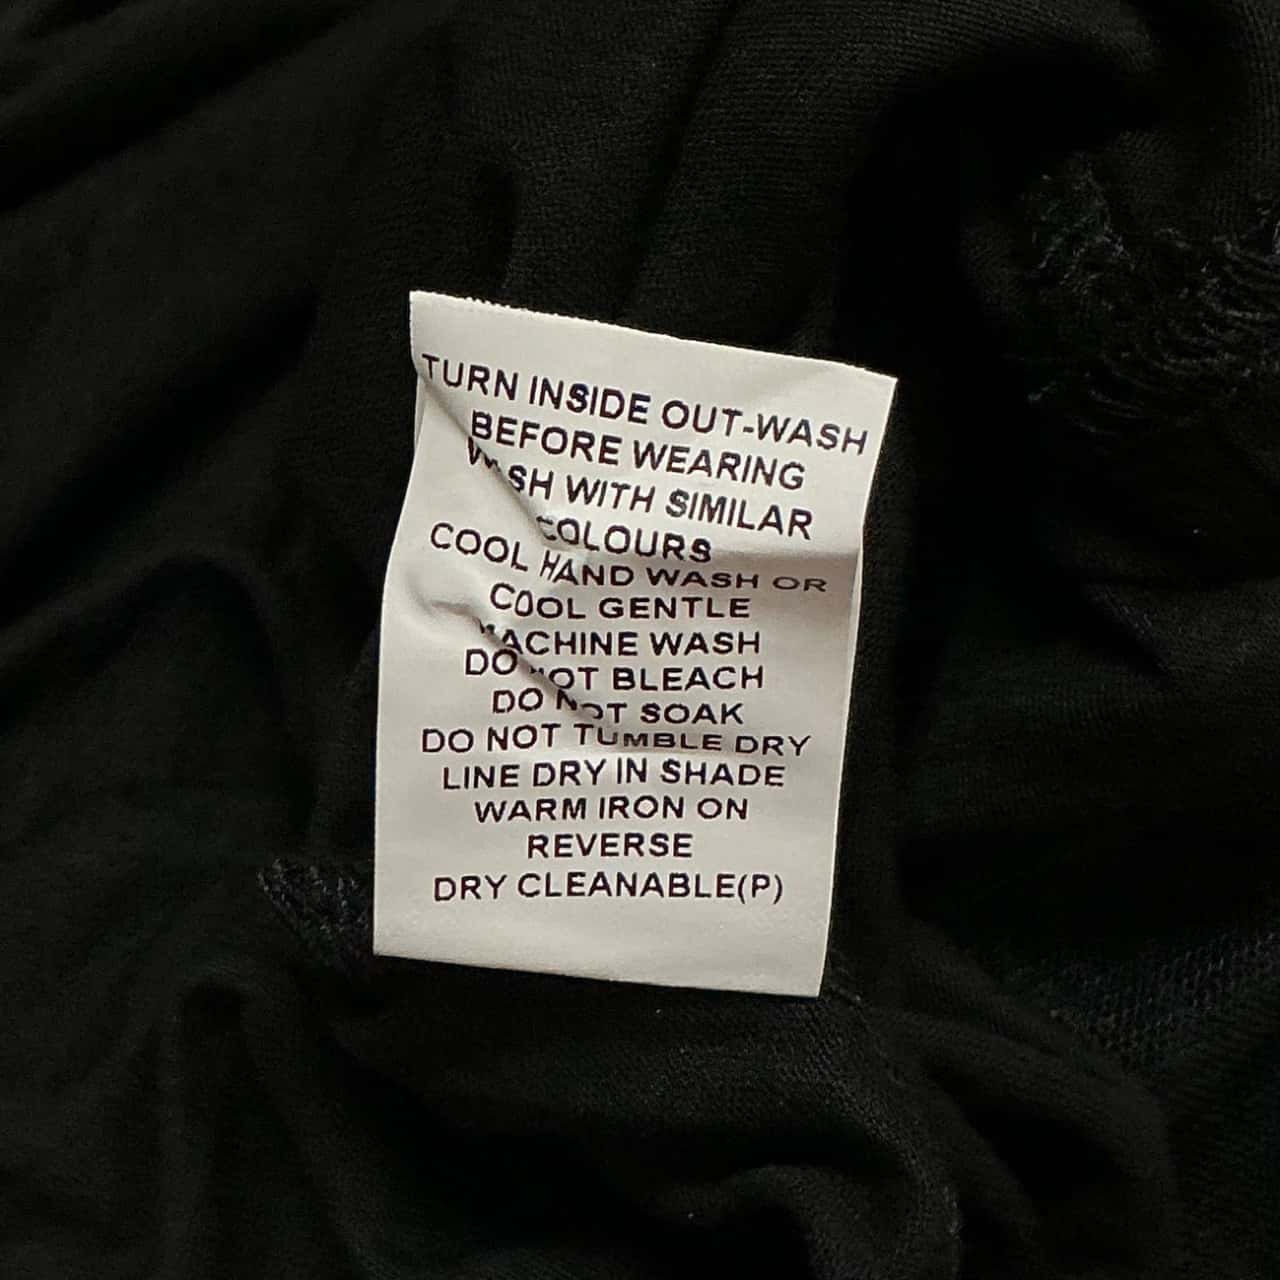 TURN INSIDE OUT-WASH
BEFORE WEARING
WASH WITH SIMILAR
COLOURS
COOL HAND WASH OR
COOL GENTLE
MACHINE WASH
DO NOT BLEACH
DO NOT SOAK
DO NOT TUMBLE DRY
LINE DRY IN SHADE
WARM IRON ON
REVERSE
DRY CLEANABLE(P)